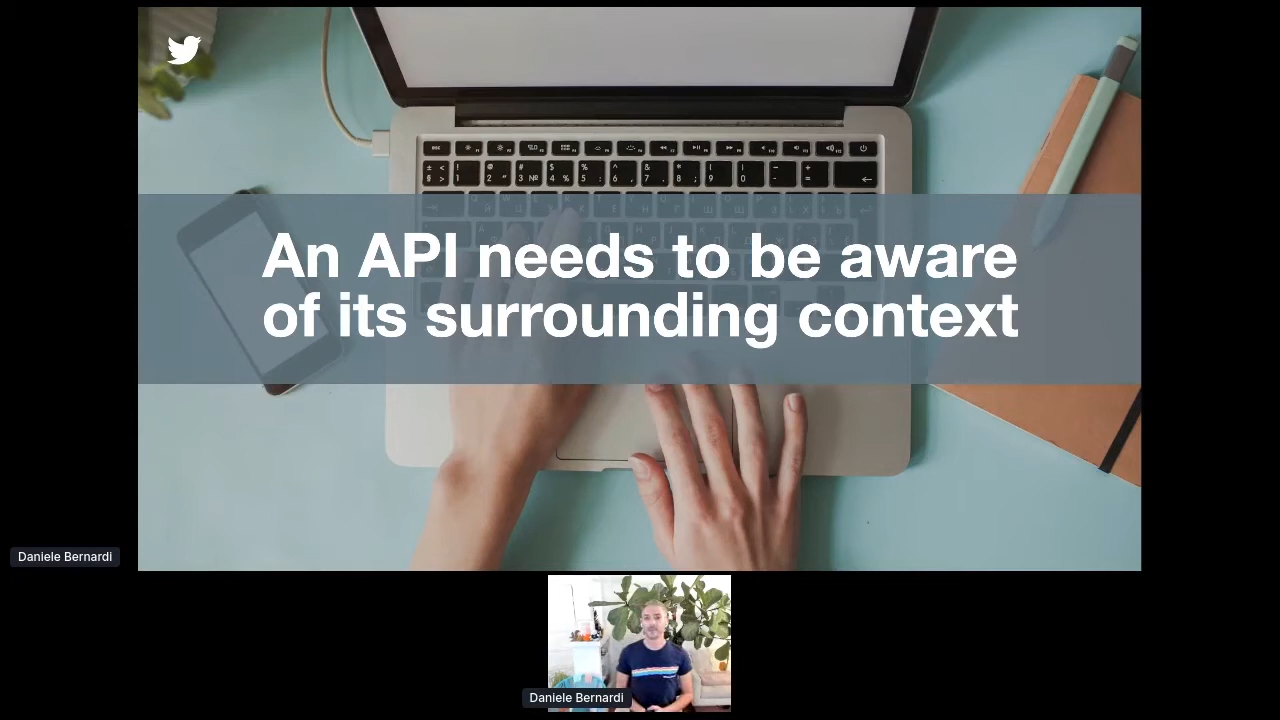 An API needs to be aware
of its surrounding context
Daniele Bernardi
Daniele Bernardi